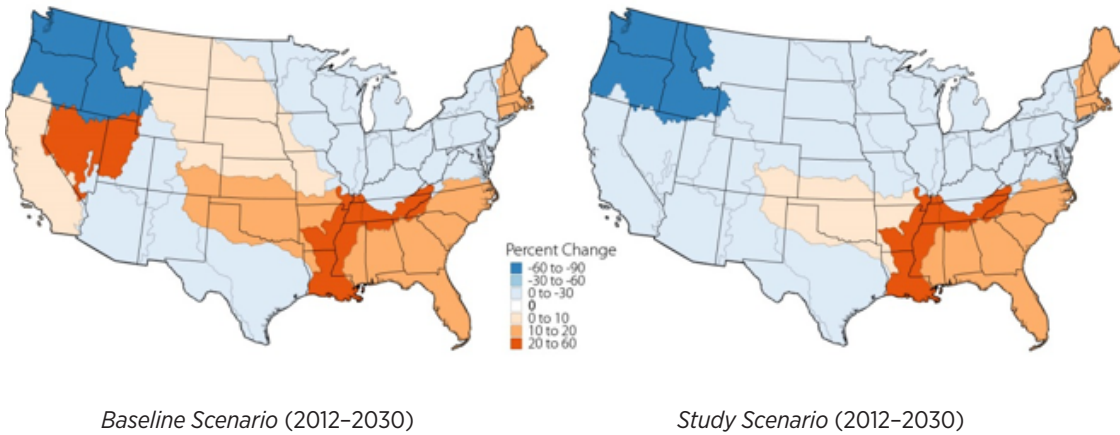 Percent Change
-60 to -90
-30 to -60
0 to -30
0
0 to 10
10 to 20
20 to 60
Baseline Scenario (2012–2030)
Study Scenario (2012–2030)